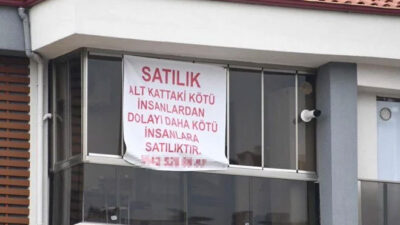 SATILIK
ALT KATTAKİ KÖTÜ
İNSANLARDAN
DOLAYI DAHA KÖTÜ
İNSANLARA
SATILIKTIR.